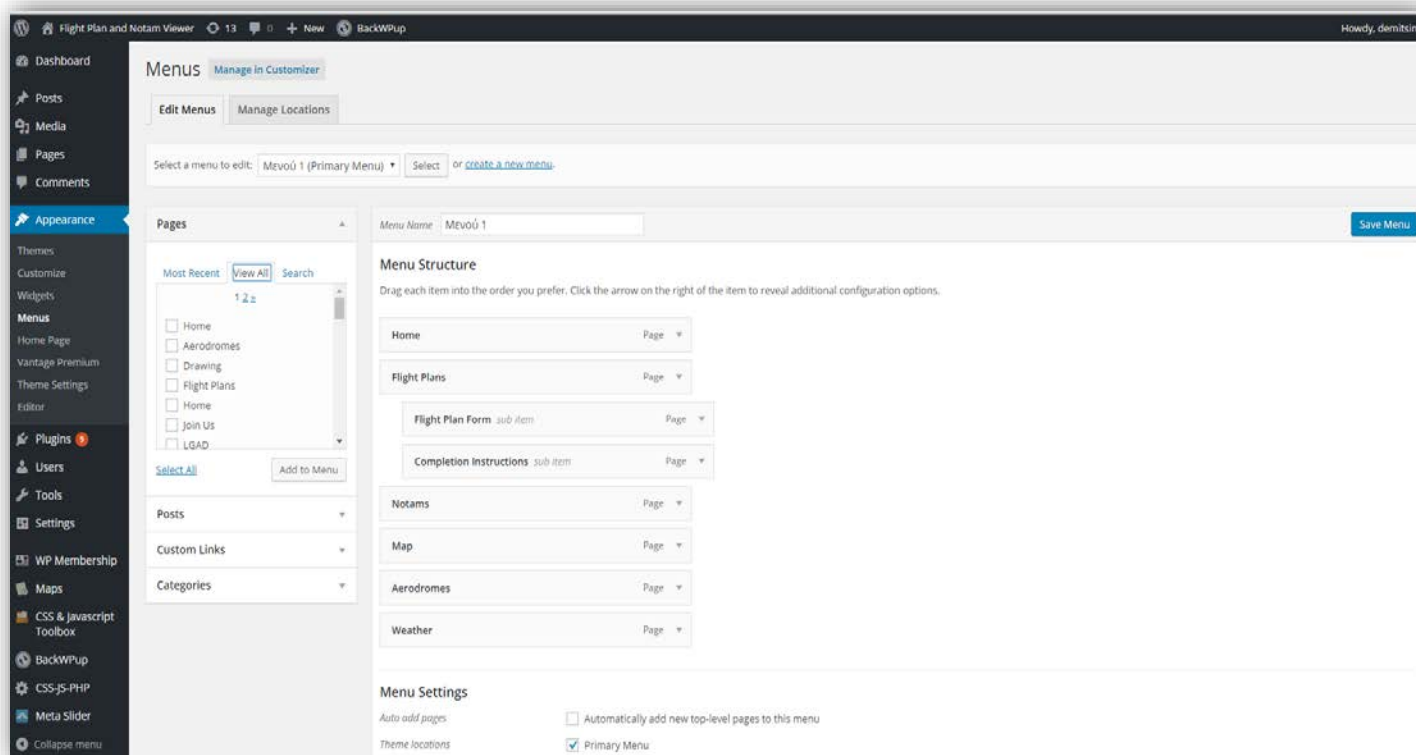 Flight Plan and Notam Viewer 13 0 + New BackWPup Howdy, demitsin
Dashboard
Posts
Media
Pages
Comments
Appearance
Themes
Customize
Widgets
Menus
Home Page
Vantage Premium
Theme Settings
Editor
Plugins 9
Users
Tools
Settings
WP Membership
Maps
CSS & Javascript
Toolbox
BackWPup
CSS-JS-PHP
Meta Slider
Collapse menu
Menus Manage in Customizer
Edit Menus Manage Locations
Select a menu to edit: Μενού 1 (Primary Menu) Select or create a new menu.
Pages
Most Recent View All Search
1 2 »
Home
Aerodromes
Drawing
Flight Plans
Home
Join Us
LGAD
Select All Add to Menu
Posts
Custom Links
Categories
Menu Name Μενού 1 Save Menu
Menu Structure
Drag each item into the order you prefer. Click the arrow on the right of the item to reveal additional configuration options.
Home Page
Flight Plans Page
Flight Plan Form sub item Page
Completion Instructions sub item Page
Notams Page
Map Page
Aerodromes Page
Weather Page
Menu Settings
Auto add pages Automatically add new top-level pages to this menu
Theme locations Primary Menu